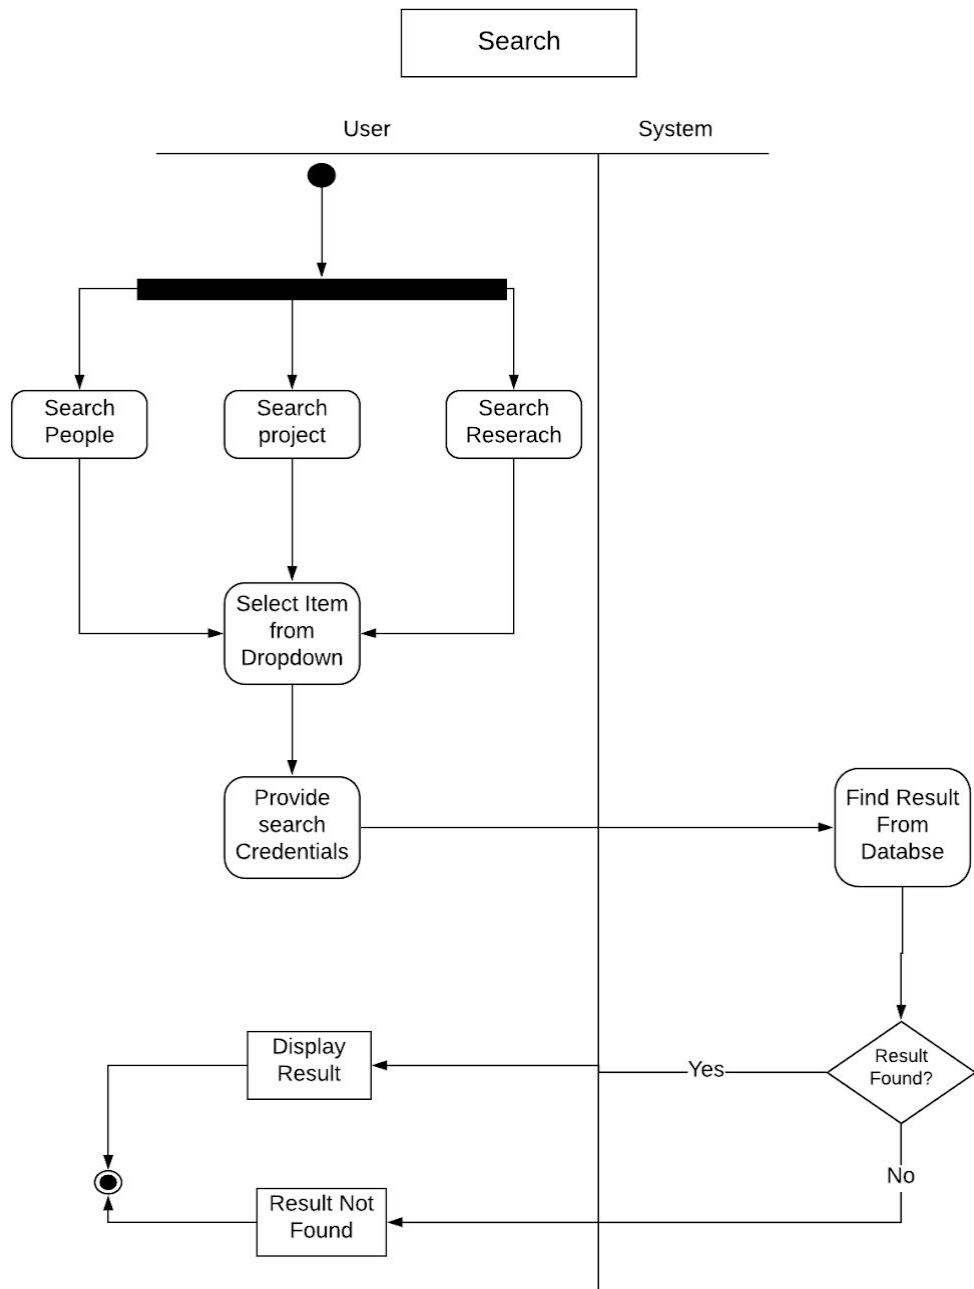 Search
User
System
Search
People
Search
project
Search
Reserach
Select Item
from
Dropdown
Provide
search
Credentials
Find Result
From
Databse
Display
Result
Yes
Result
Found?
No
Result Not
Found